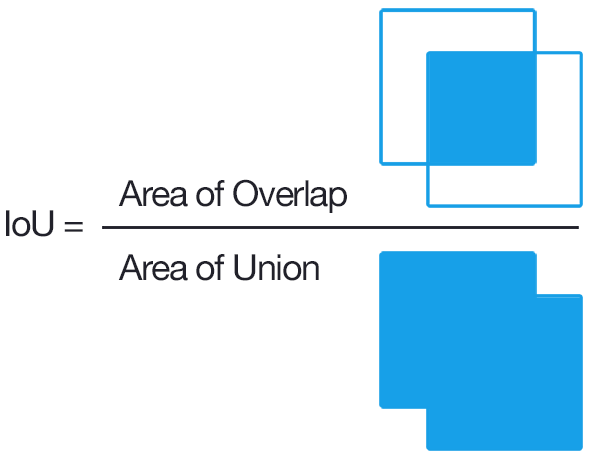 Area of Overlap
IoU =
Area of Union